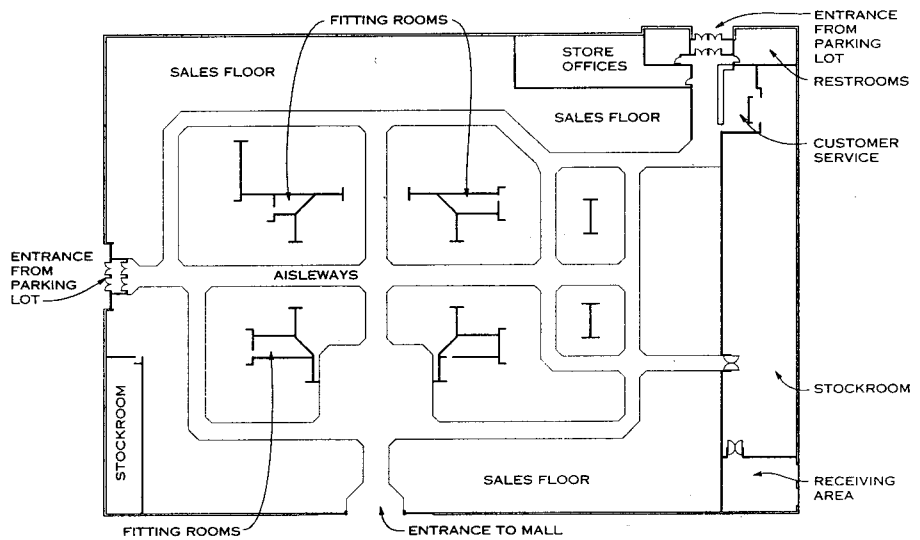 FITTING ROOMS
ENTRANCE
FROM
PARKING
LOT
STORE
OFFICES
SALES FLOOR
RESTROOMS
SALES FLOOR
CUSTOMER
SERVICE
ENTRANCE
FROM
PARKING
LOT
AISLEWAYS
STOCKROOM
STOCKROOM
SALES FLOOR
RECEIVING
AREA
FITTING ROOMS
ENTRANCE TO MALL